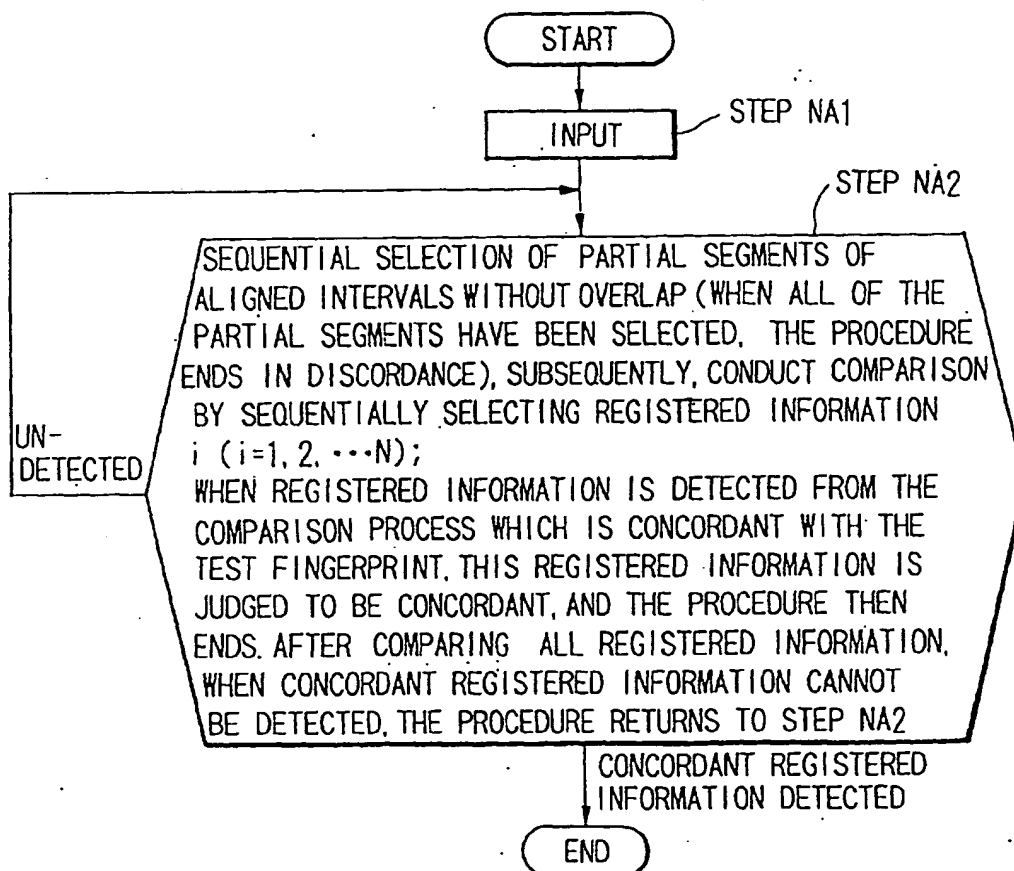 START
INPUT
STEP NA1
STEP NA2
SEQUENTIAL SELECTION OF PARTIAL SEGMENTS OF
ALIGNED INTERVALS WITHOUT OVERLAP (WHEN ALL OF THE
PARTIAL SEGMENTS HAVE BEEN SELECTED, THE PROCEDURE
ENDS IN DISCORDANCE), SUBSEQUENTLY, CONDUCT COMPARISON
BY SEQUENTIALLY SELECTING REGISTERED INFORMATION
i (i=1, 2, ···N);
WHEN REGISTERED INFORMATION IS DETECTED FROM THE
COMPARISON PROCESS WHICH IS CONCORDANT WITH THE
TEST FINGERPRINT, THIS REGISTERED INFORMATION IS
JUDGED TO BE CONCORDANT, AND THE PROCEDURE THEN
ENDS. AFTER COMPARING ALL REGISTERED INFORMATION,
WHEN CONCORDANT REGISTERED INFORMATION CANNOT
BE DETECTED, THE PROCEDURE RETURNS TO STEP NA2
UN-
DETECTED
CONCORDANT REGISTERED
INFORMATION DETECTED
END